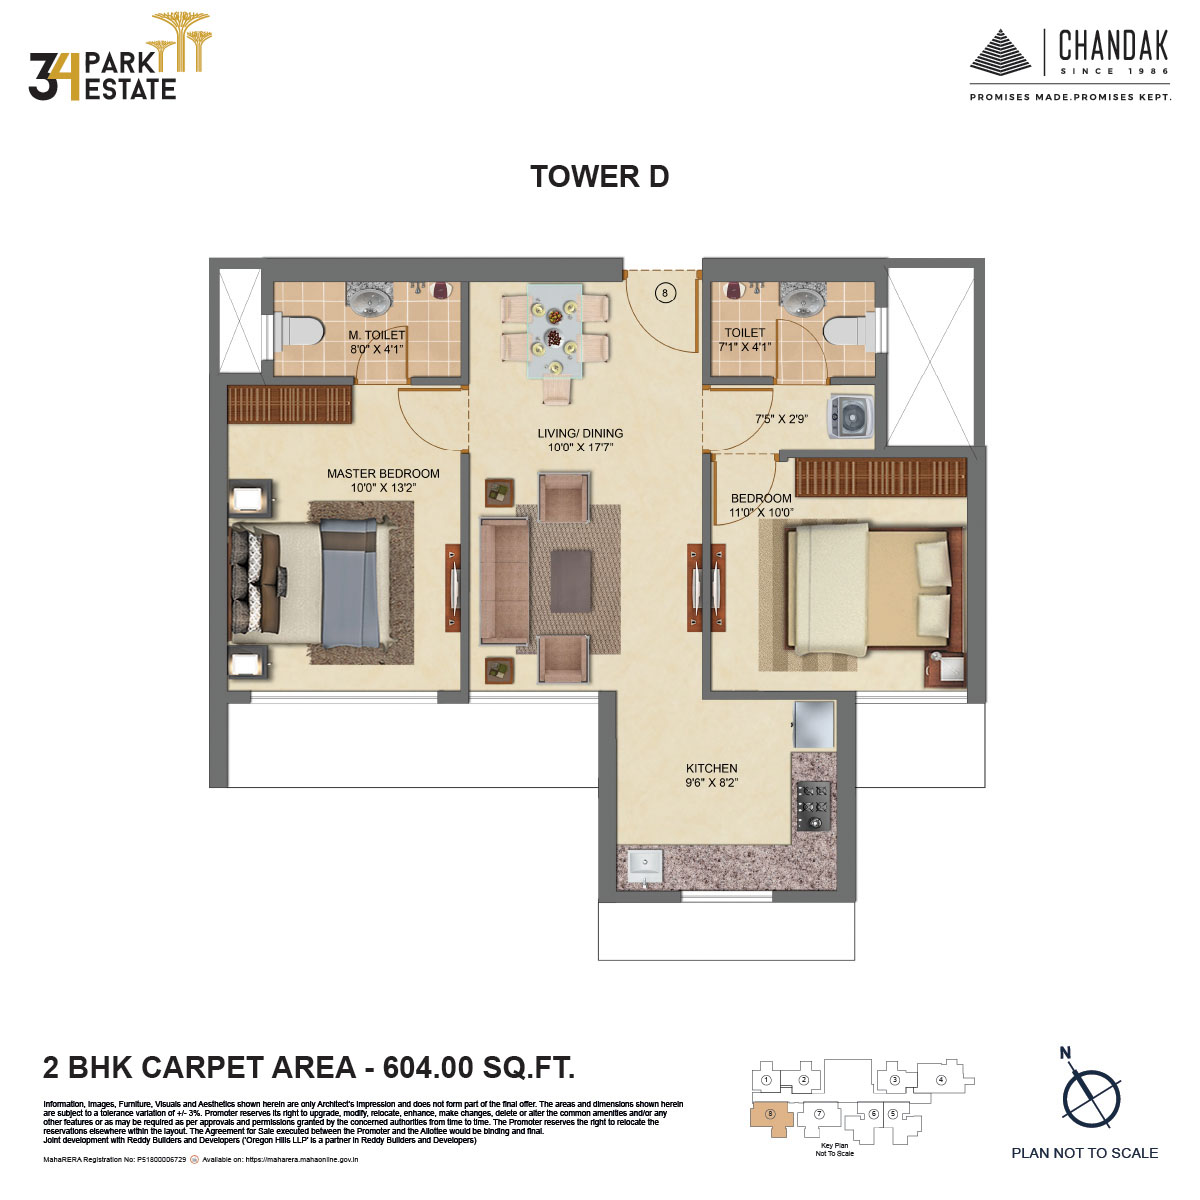 34 PARK
ESTATE
CHANDAK
SINCE 1986
PROMISES MADE.PROMISES KEPT.
TOWER D
8
M. TOILET
8'0" X 4'1"
TOILET
7'1" X 4'1"
7'5" X 2'9"
LIVING/ DINING
10'0" X 17'7"
MASTER BEDROOM
10'0" X 13'2"
BEDROOM
11'0" X 10'0"
KITCHEN
9'6" X 8'2"
2 BHK CARPET AREA - 604.00 SQ.FT.
Information, Images, Furniture, Visuals and Aesthetics shown herein are only Architect's impression and does not form part of the final offer. The areas and dimensions shown herein
are subject to a tolerance variation of +/- 3%. Promoter reserves its right to upgrade, modify, relocate, enhance, make changes, delete or alter the common amenities and/or any
other features or as may be required as per approvals and permissions granted by the concerned authorities from time to time. The Promoter reserves the right to relocate the
reservations elsewhere within the layout. The Agreement for Sale executed between the Promoter and the Allottee would be binding and final.
Joint development with Reddy Builders and Developers ('Oregon Hills LLP' is a partner in Reddy Builders and Developers)
MahaRERA Registration No: P51800006729 Available on: https://maharera.mahaonline.gov.in
1 2 3 4
8 7 6 5
Key Plan
Not To Scale
N
PLAN NOT TO SCALE